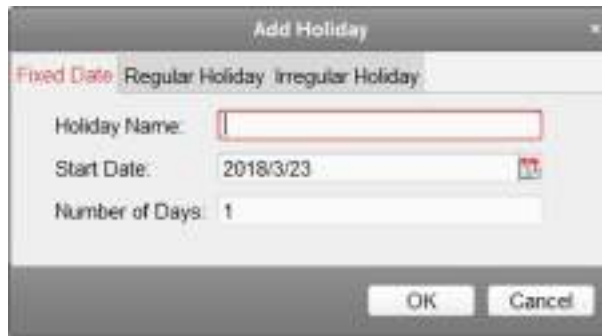 Add Holiday
Fixed Date Regular Holiday Irregular Holiday
Holiday Name:
Start Date: 2018/3/23
Number of Days: 1
OK Cancel